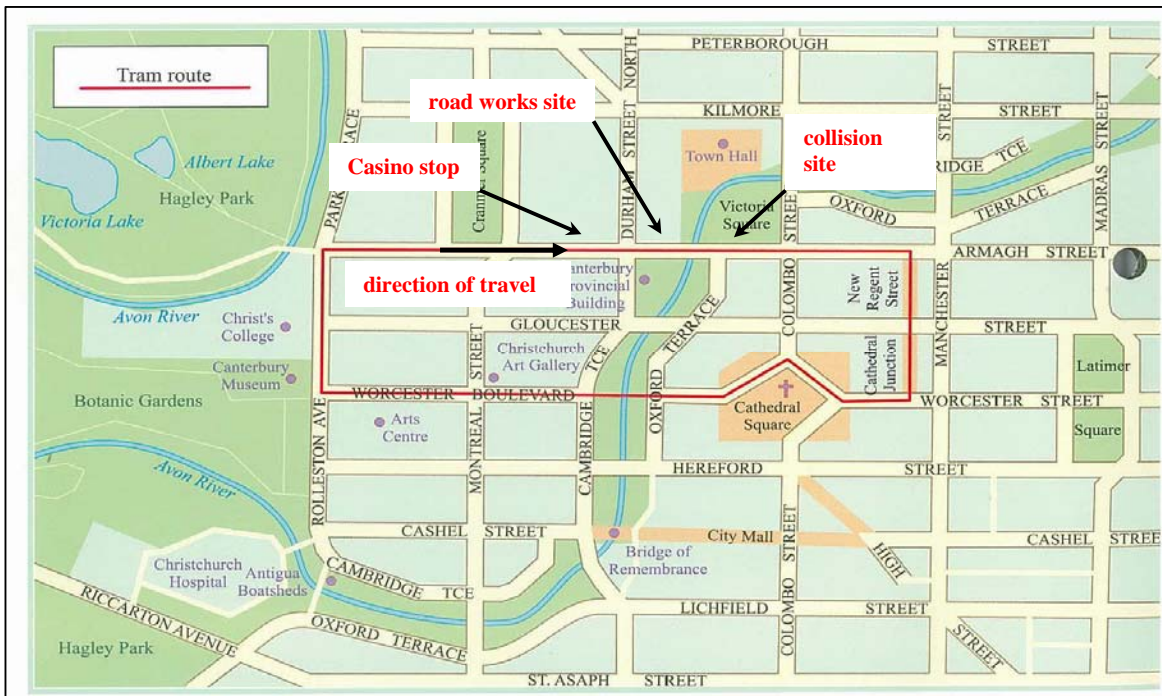 Tram route
PETERBOROUGH STREET
road works site
NORTH
KILMORE STREET
collision
site
Casino stop
Albert Lake
Hagley Park
Victoria Lake
Cranmer Square
DURHAM STREET
Town Hall
Victoria
Square
OXFORD TERRACE
TCE
MADRAS STREET
ARMAGH STREET
direction of travel
Avon River
Christ's
College
Canterbury
Museum
Botanic Gardens
GLOUCESTER STREET
Christchurch
Art Gallery
Building
New
Regent
Street
COLOMBO
MANCHESTER
STREET
Cathedral
Junction
Latimer
Square
WORCESTER BOULEVARD
WORCESTER STREET
Arts
Centre
Cathedral
Square
OXFORD TERRACE
CAMBRIDGE TCE
MONTREAL STREET
ROLLESTON AVE
Avon River
HEREFORD STREET
CASHEL STREET
City Mall
HIGH STREET
Bridge of
Remembrance
COLOMBO STREET
Christchurch
Hospital
Antigua
Boatsheds
CAMBRIDGE TCE
LICHFIELD STREET
RICCARTON AVENUE
OXFORD TERRACE
Hagley Park
ST. ASAPH STREET